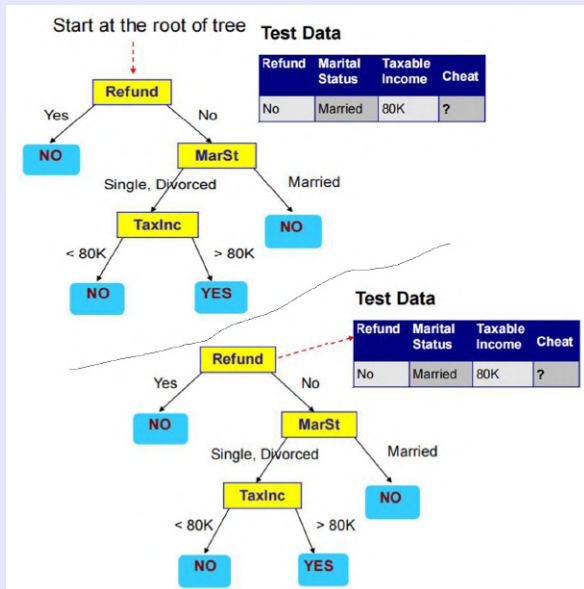 Start at the root of tree
Test Data
Refund Marital Status Taxable Income Cheat
No Married 80K ?
Refund
Yes No
NO MarSt
Single, Divorced Married
TaxInc NO
< 80K > 80K
NO YES
Test Data
Refund Marital Status Taxable Income Cheat
No Married 80K ?
Refund
Yes No
NO MarSt
Single, Divorced Married
TaxInc NO
< 80K > 80K
NO YES